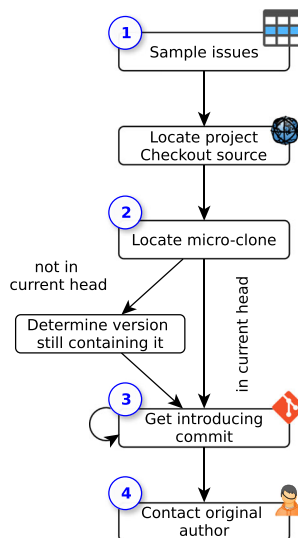 1
Sample issues
Locate project
Checkout source
2
Locate micro-clone
not in
current head
in current head
Determine version
still containing it
3
Get introducing
commit
4
Contact original
author